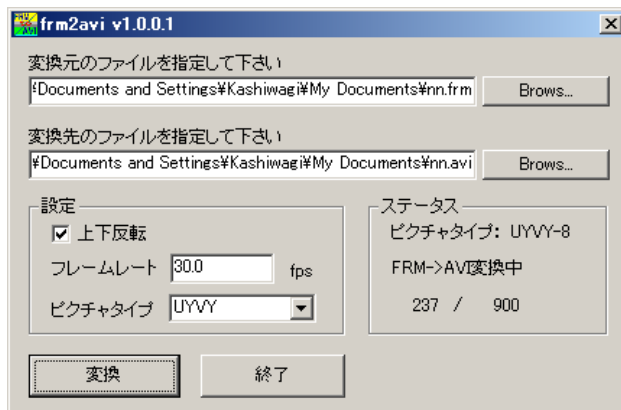 frm2avi v1.0.0.1
変換元のファイルを指定して下さい
Documents and Settings¥Kashiwagi¥My Documents¥nn.frm
Brows...
変換先のファイルを指定して下さい
¥Documents and Settings¥Kashiwagi¥My Documents¥nn.avi
Brows...
設定
上下反転
フレームレート 30.0 fps
ピクチャタイプ UYVY
ステータス
ピクチャタイプ: UYVY-8
FRM->AVI変換中
237 / 900
変換
終了